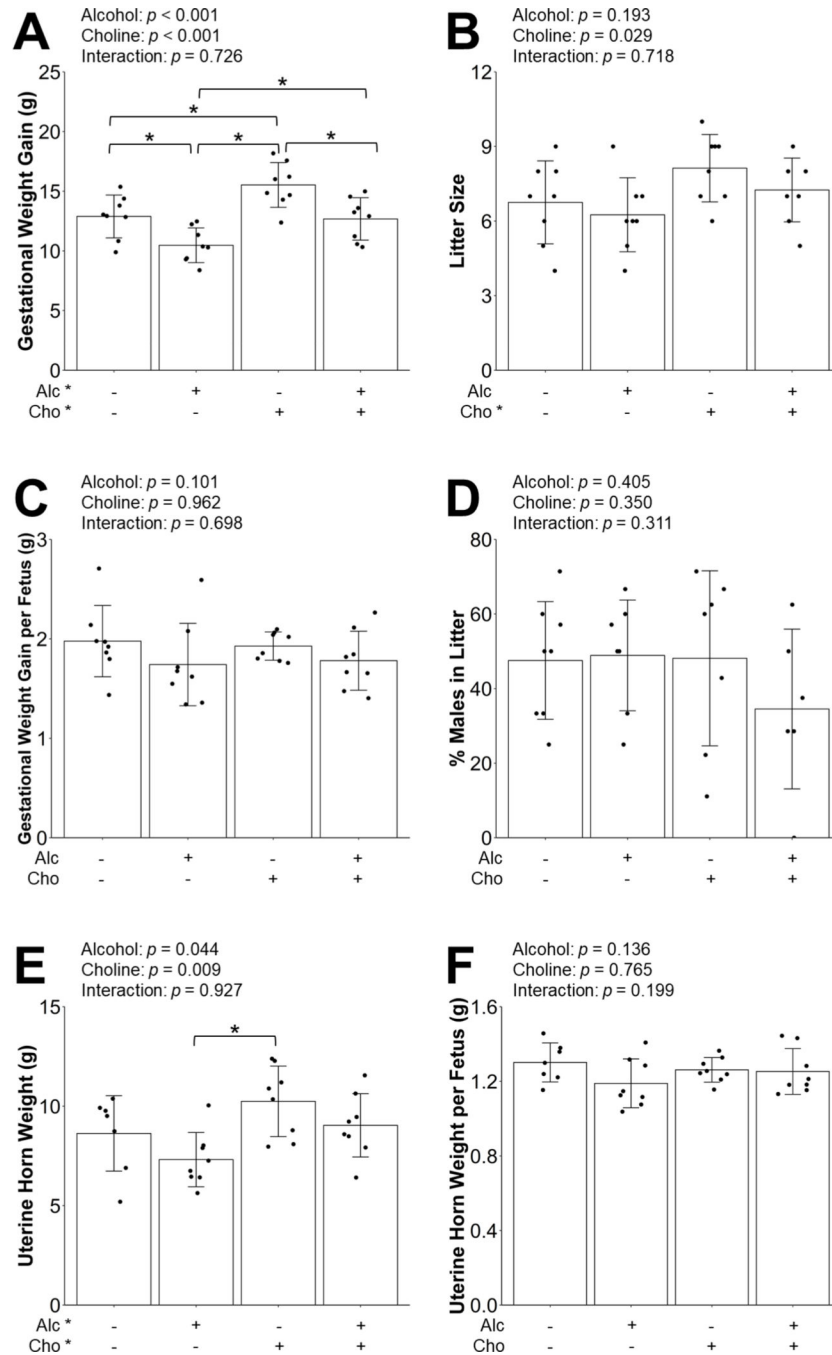 A
Alcohol: p < 0.001
Choline: p < 0.001
Interaction: p = 0.726
Gestational Weight Gain (g)
25
20
15
10
5
0
*
*
* * *
Alc * - + - +
Cho * - - + +
B
Alcohol: p = 0.193
Choline: p = 0.029
Interaction: p = 0.718
Litter Size
12
9
6
3
0
Alc - + - +
Cho * - - + +
C
Alcohol: p = 0.101
Choline: p = 0.962
Interaction: p = 0.698
Gestational Weight Gain per Fetus (g)
3
2
1
0
Alc - + - +
Cho - - + +
D
Alcohol: p = 0.405
Choline: p = 0.350
Interaction: p = 0.311
% Males in Litter
80
60
40
20
0
Alc - + - +
Cho - - + +
E
Alcohol: p = 0.044
Choline: p = 0.009
Interaction: p = 0.927
Uterine Horn Weight (g)
15
10
5
0
*
Alc * - + - +
Cho * - - + +
F
Alcohol: p = 0.136
Choline: p = 0.765
Interaction: p = 0.199
Uterine Horn Weight per Fetus (g)
1.6
1.2
0.8
0.4
0.0
Alc - + - +
Cho - - + +